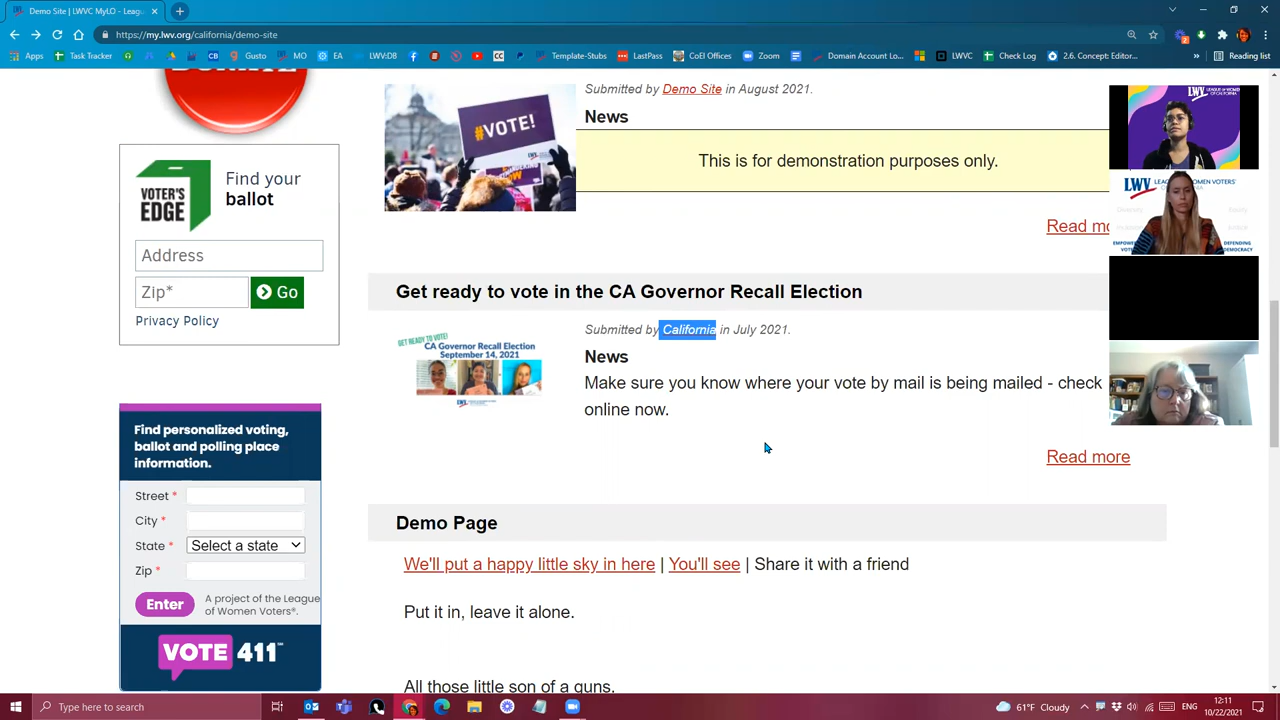 Demo Site | LWVC MyLO - Leag
https://my.lwv.org/california/demo-site
Apps
Task Tracker
CB
Gusto
MO
EA
LWV:DB
Template-Stubs
LastPass
CoEl Offices
Zoom
Domain Account Lo...
LWVC
Check Log
2.6. Concept: Editor...
Reading list
DONATE
VOTER'S
EDGE
Find your
ballot
Address
Zip*
Go
Privacy Policy
Find personalized voting,
ballot and polling place
information.
Street *
City *
State *
Select a state
Zip *
Enter
A project of the League
of Women Voters®.
VOTE 411
#VOTE!
Submitted by Demo Site in August 2021.
News
This is for demonstration purposes only.
Read mo
Get ready to vote in the CA Governor Recall Election
GET READY TO VOTE!
CA Governor Recall Election
September 14, 2021
Submitted by California in July 2021.
News
Make sure you know where your vote by mail is being mailed - check
online now.
Read more
Demo Page
We'll put a happy little sky in here | You'll see | Share it with a friend
Put it in, leave it alone.
All those little son of a guns.
LWV
LWV
DEFENDING
DEMOCRACY
Type here to search
61°F Cloudy
12:11
10/22/2021